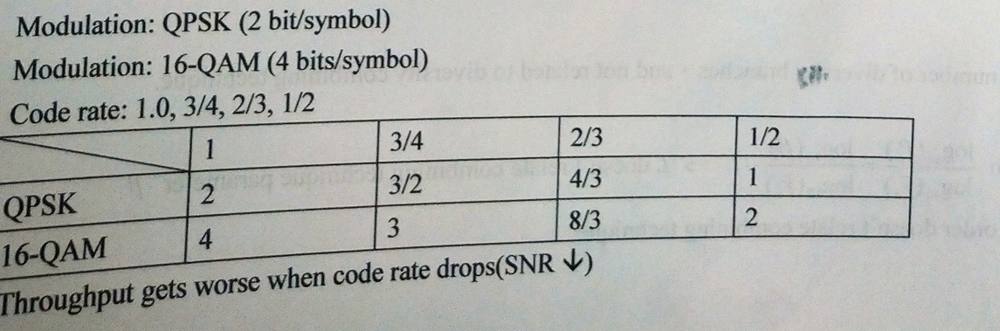 Modulation: QPSK (2 bit/symbol)
Modulation: 16-QAM (4 bits/symbol)
Code rate: 1.0, 3/4, 2/3, 1/2
1 3/4 2/3 1/2
QPSK 2 3/2 4/3 1
16-QAM 4 3 8/3 2
Throughput gets worse when code rate drops(SNR ↓)